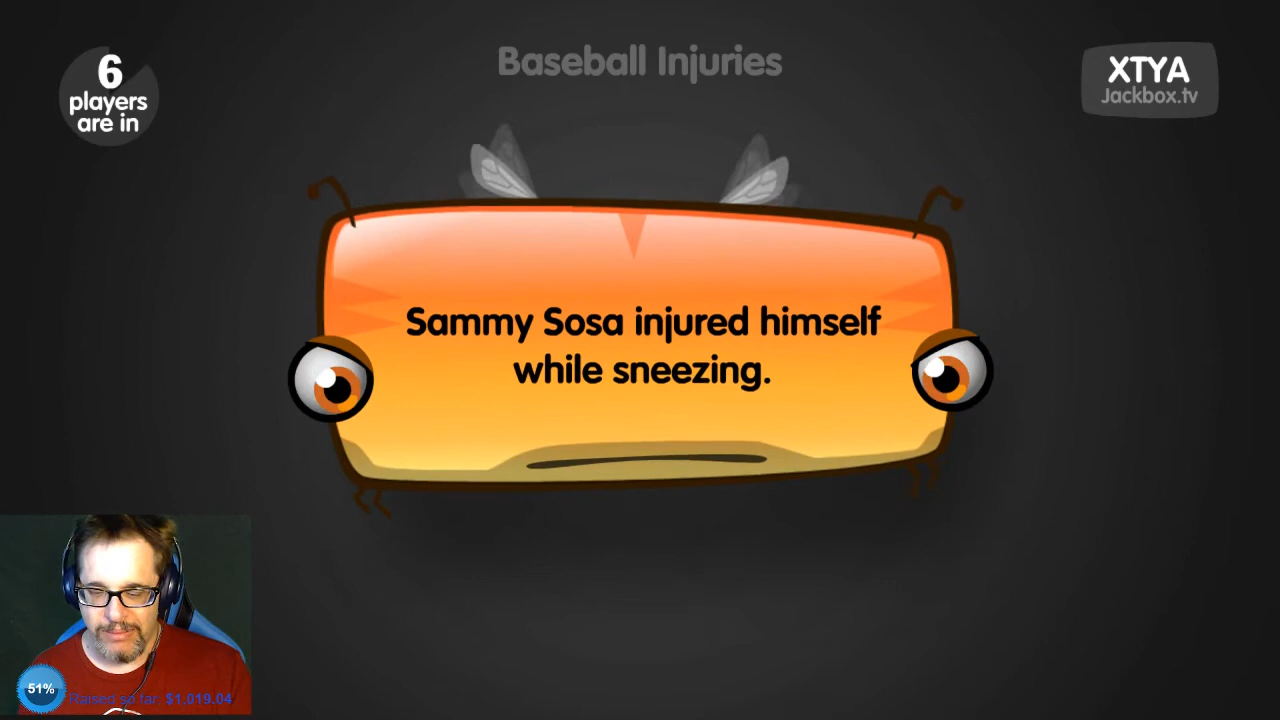 Baseball Injuries
6
players
are in
XTYA
Jackbox.tv
Sammy Sosa injured himself
while sneezing.
51%
Raised so far: $1,019.04